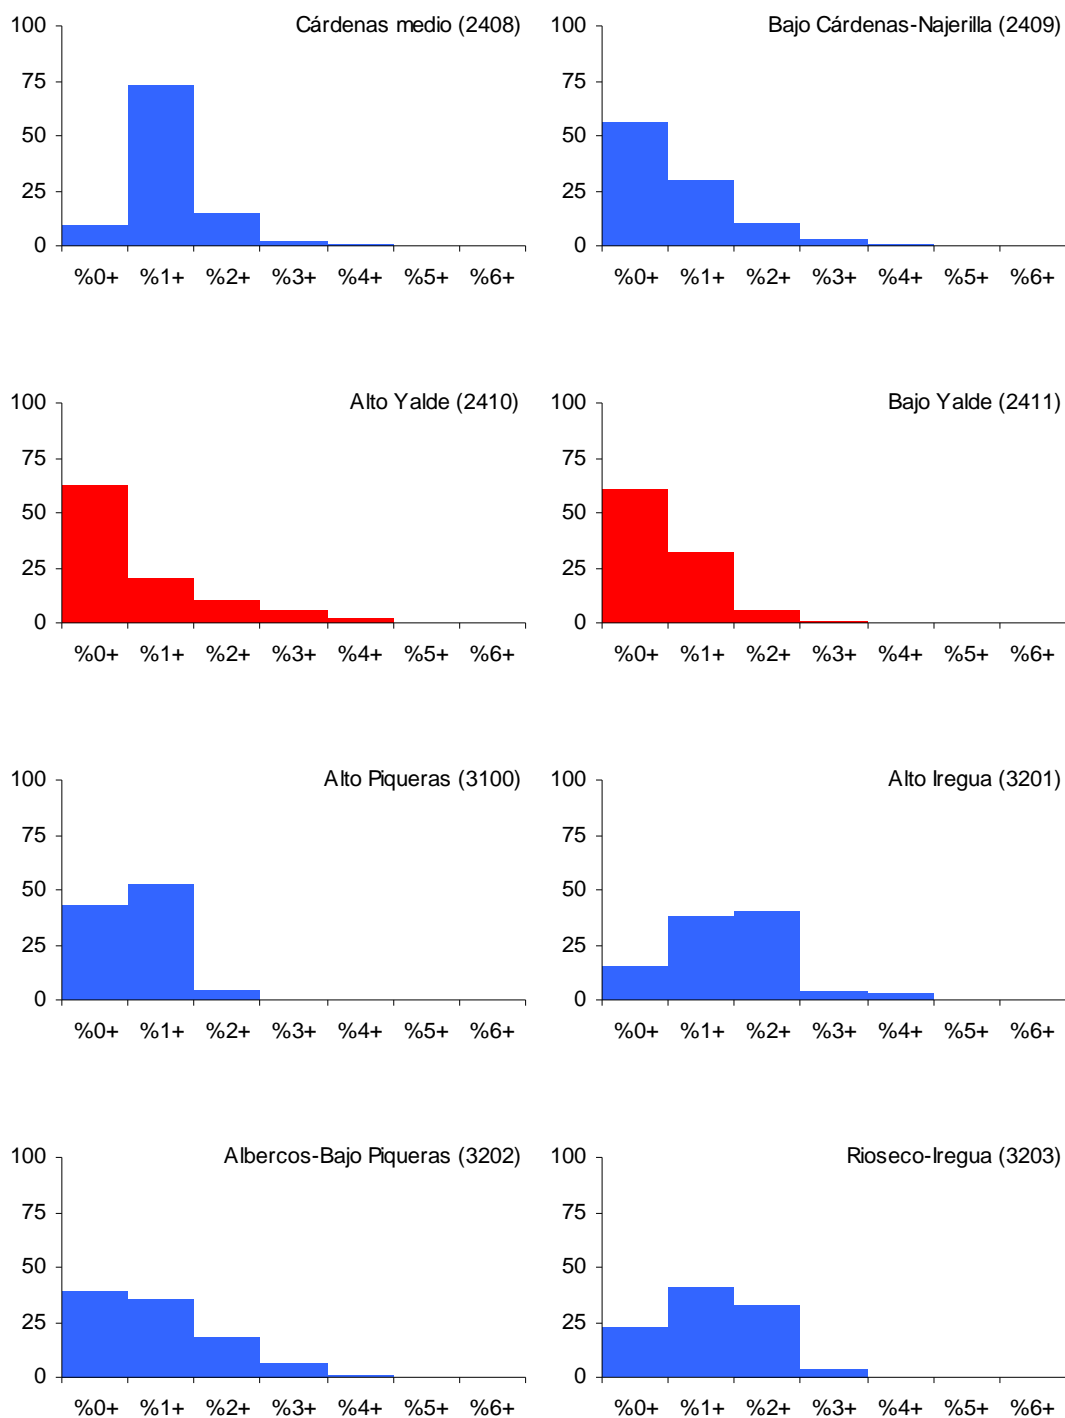 Cárdenas medio (2408)
100
75
50
25
0
%0+ %1+ %2+ %3+ %4+ %5+ %6+
Bajo Cárdenas-Najerilla (2409)
100
75
50
25
0
%0+ %1+ %2+ %3+ %4+ %5+ %6+
Alto Yalde (2410)
100
75
50
25
0
%0+ %1+ %2+ %3+ %4+ %5+ %6+
Bajo Yalde (2411)
100
75
50
25
0
%0+ %1+ %2+ %3+ %4+ %5+ %6+
Alto Piqueras (3100)
100
75
50
25
0
%0+ %1+ %2+ %3+ %4+ %5+ %6+
Alto Iregua (3201)
100
75
50
25
0
%0+ %1+ %2+ %3+ %4+ %5+ %6+
Albercos-Bajo Piqueras (3202)
100
75
50
25
0
%0+ %1+ %2+ %3+ %4+ %5+ %6+
Rioseco-Iregua (3203)
100
75
50
25
0
%0+ %1+ %2+ %3+ %4+ %5+ %6+